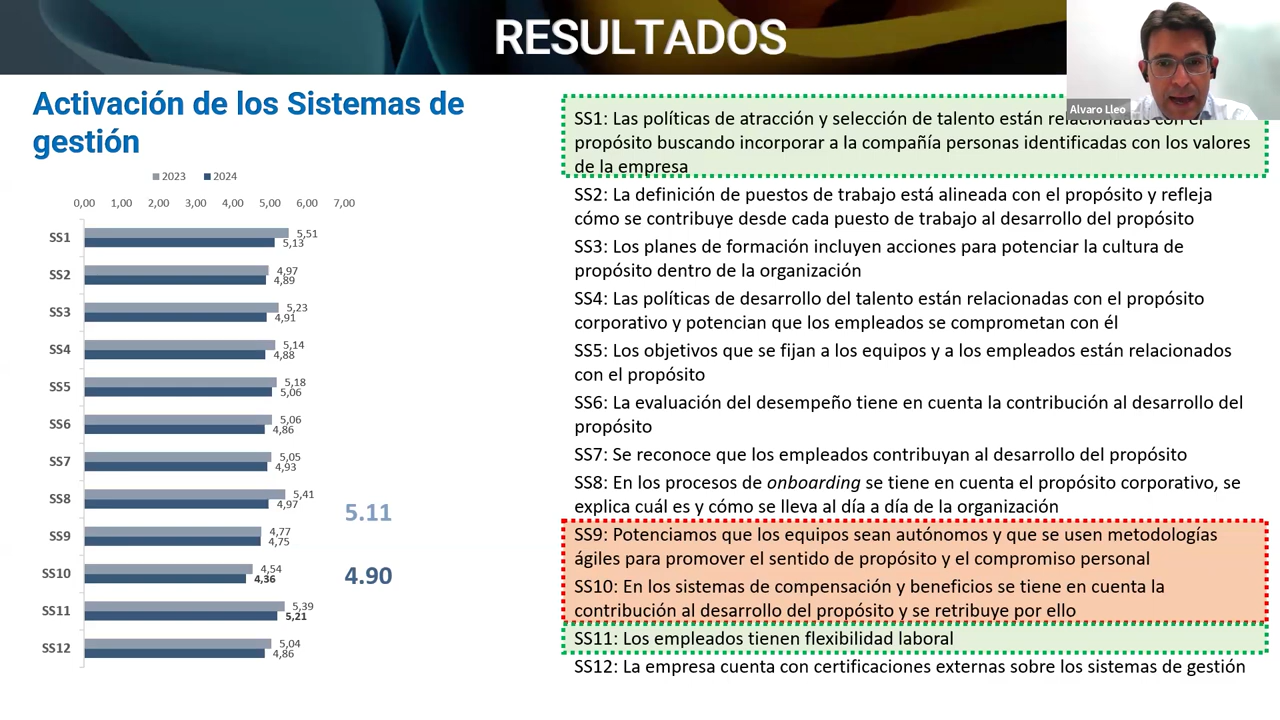 RESULTADOS
Alvaro Lleo
Activación de los Sistemas de
gestión
2023 2024
0,00 1,00 2,00 3,00 4,00 5,00 6,00 7,00
SS1 5,51
5,13
SS2 4,97
4,89
SS3 5,23
4,91
SS4 5,14
4,88
SS5 5,18
5,06
SS6 5,06
4,86
SS7 5,05
4,93
SS8 5,41
4,97
SS9 4,77
4,75
SS10 4,54
4,36
SS11 5,39
5,21
SS12 5,04
4,86
5.11
4.90
SS1: Las políticas de atracción y selección de talento están relacionadas con el
propósito buscando incorporar a la compañía personas identificadas con los valores
de la empresa
SS2: La definición de puestos de trabajo está alineada con el propósito y refleja
cómo se contribuye desde cada puesto de trabajo al desarrollo del propósito
SS3: Los planes de formación incluyen acciones para potenciar la cultura de
propósito dentro de la organización
SS4: Las políticas de desarrollo del talento están relacionadas con el propósito
corporativo y potencian que los empleados se comprometan con él
SS5: Los objetivos que se fijan a los equipos y a los empleados están relacionados
con el propósito
SS6: La evaluación del desempeño tiene en cuenta la contribución al desarrollo del
propósito
SS7: Se reconoce que los empleados contribuyan al desarrollo del propósito
SS8: En los procesos de onboarding se tiene en cuenta el propósito corporativo, se
explica cuál es y cómo se lleva al día a día de la organización
SS9: Potenciamos que los equipos sean autónomos y que se usen metodologías
ágiles para promover el sentido de propósito y el compromiso personal
SS10: En los sistemas de compensación y beneficios se tiene en cuenta la
contribución al desarrollo del propósito y se retribuye por ello
SS11: Los empleados tienen flexibilidad laboral
SS12: La empresa cuenta con certificaciones externas sobre los sistemas de gestión